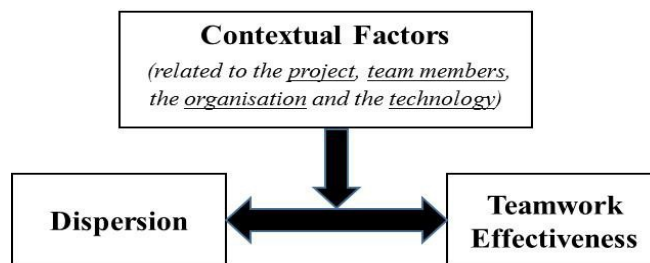 Contextual Factors
(related to the project, team members,
the organisation and the technology)
Dispersion
Teamwork
Effectiveness